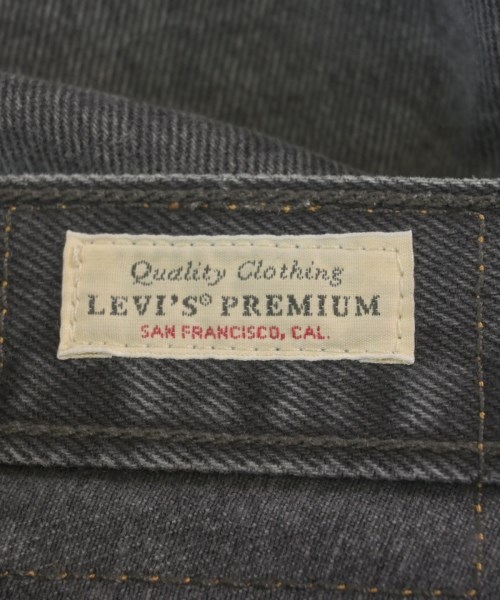 Quality Clothing
LEVI'S® PREMIUM
SAN FRANCISCO, CAL.